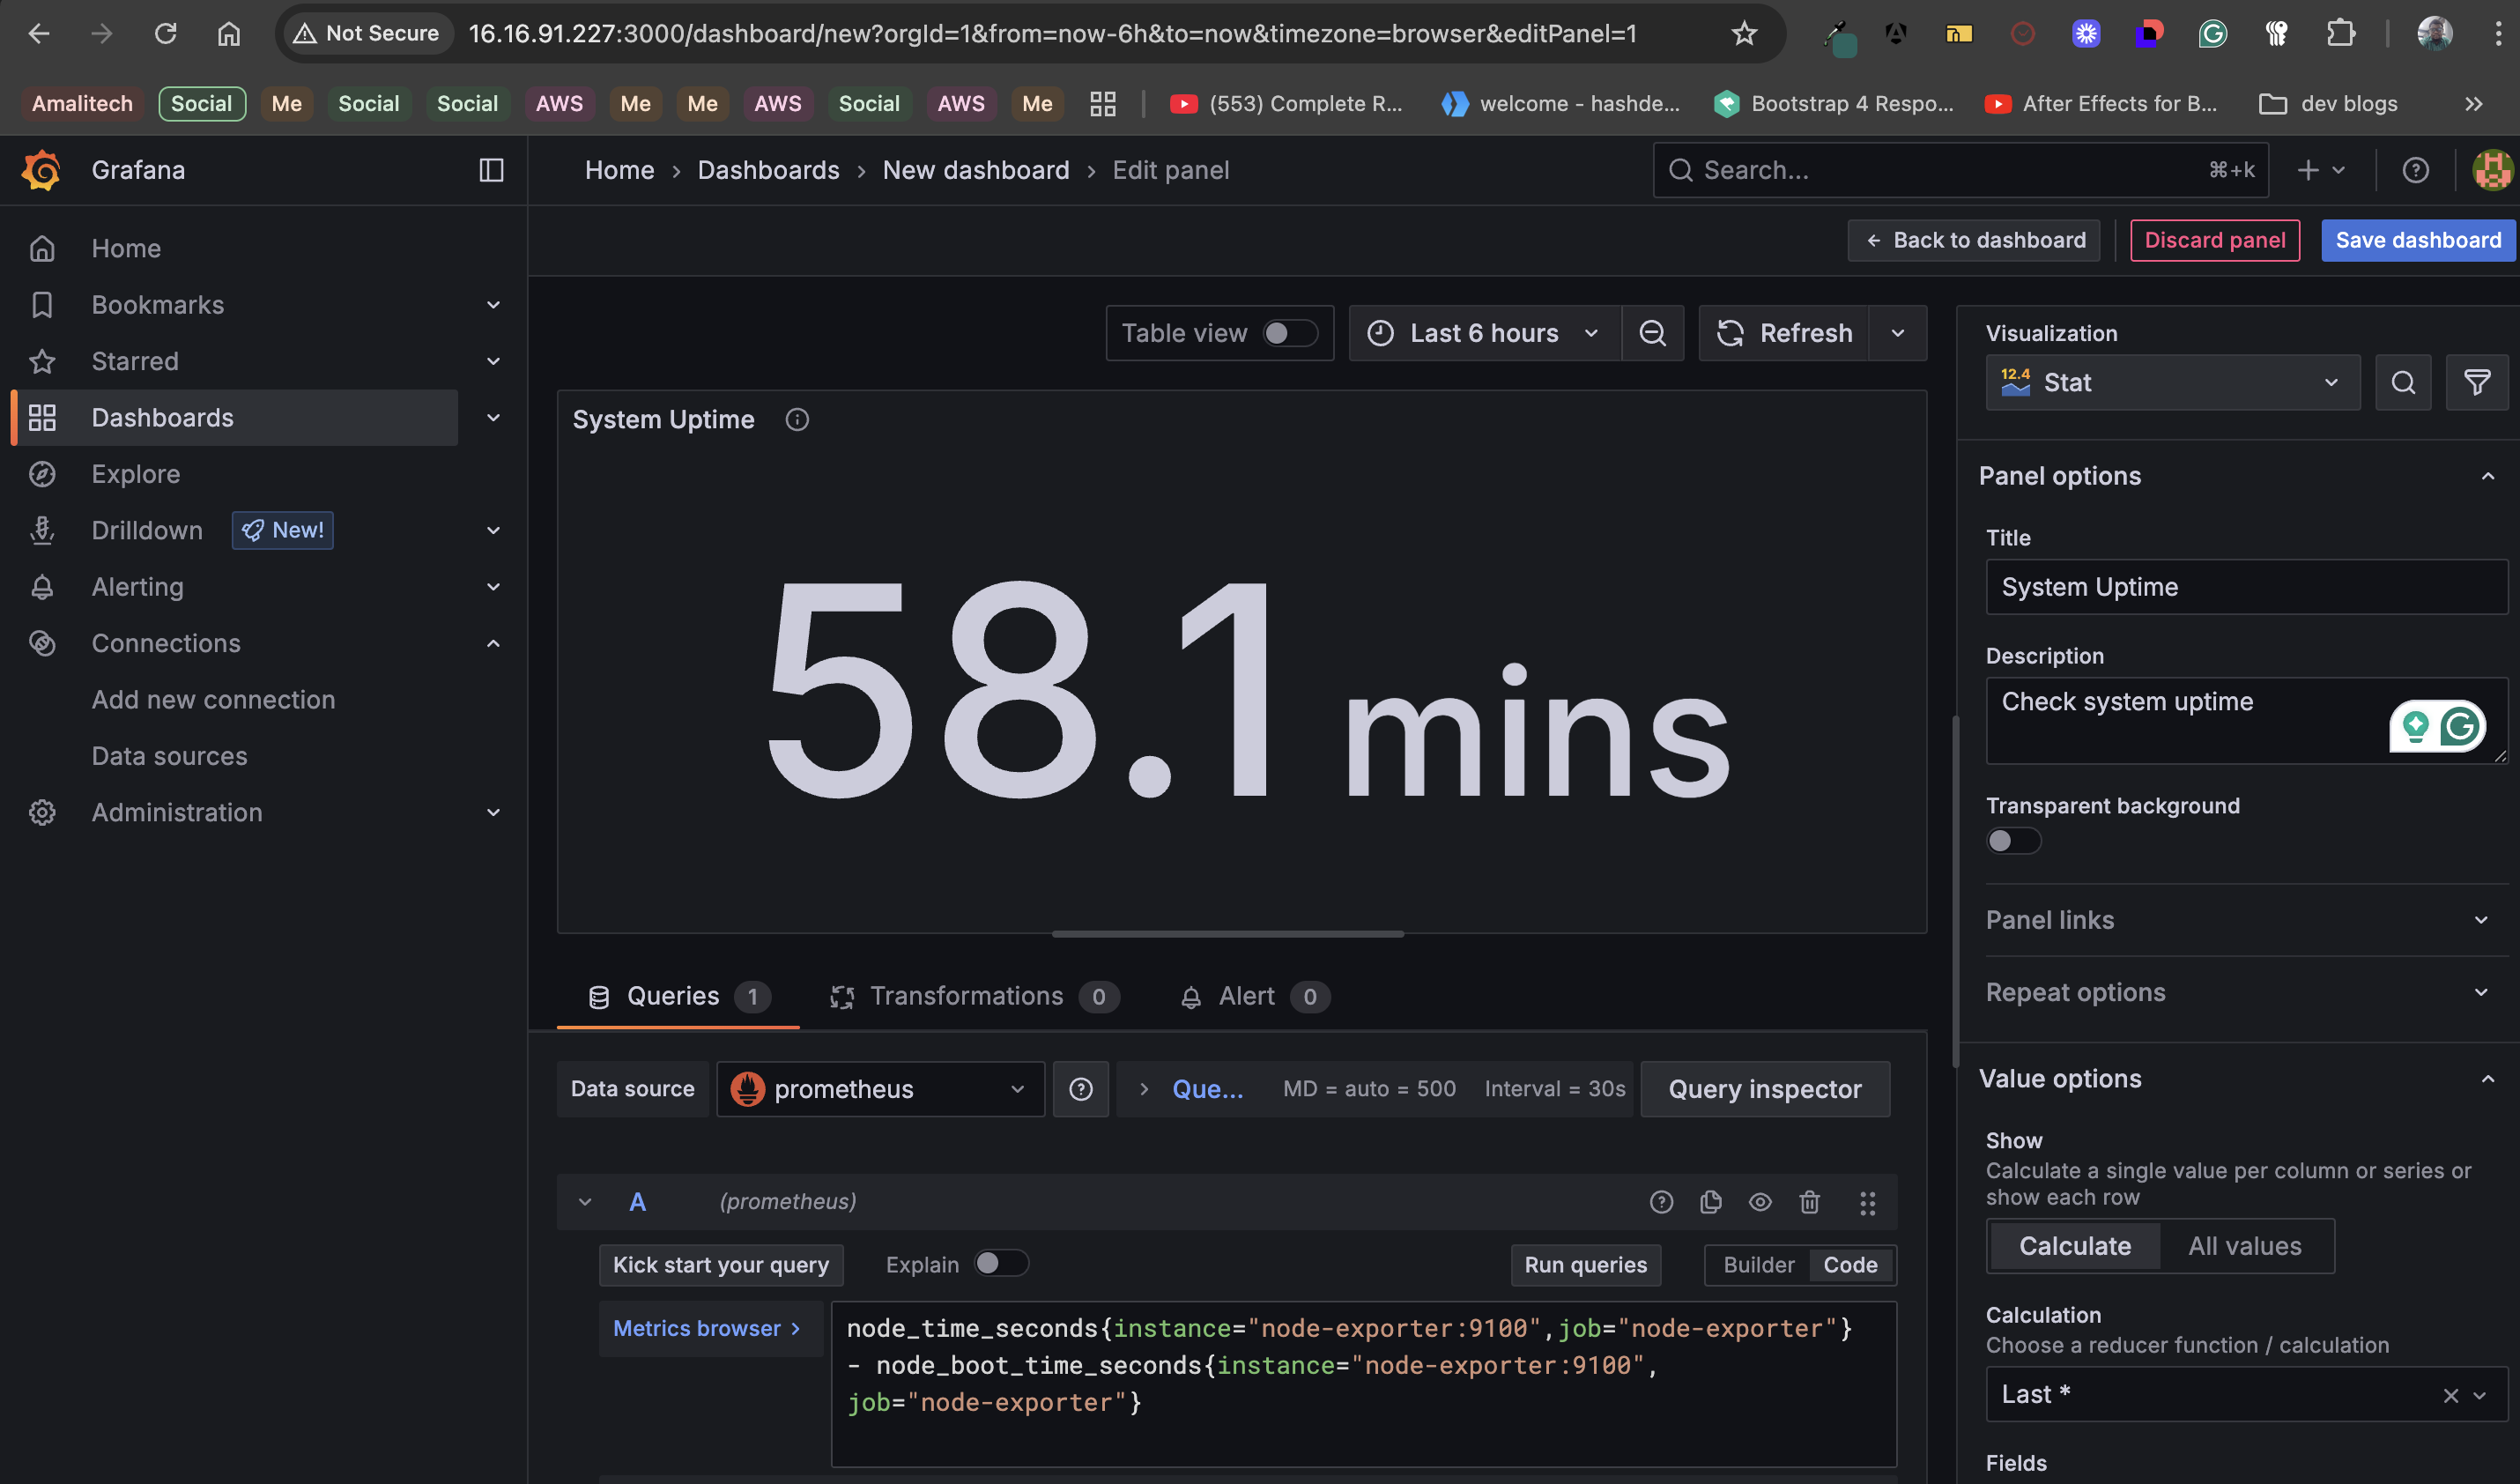 Not Secure
16.16.91.227:3000/dashboard/new?orgId=1&from=now-6h&to=now&timezone=browser&editPanel=1
Amalitech
Social
Me
Social
Social
AWS
Me
Me
AWS
Social
AWS
Me
(553) Complete R...
welcome - hashde...
Bootstrap 4 Respo...
After Effects for B...
dev blogs
Grafana
Home
Dashboards
New dashboard
Edit panel
Search...
⌘+k
Home
Bookmarks
Starred
Dashboards
Explore
Drilldown
New!
Alerting
Connections
Add new connection
Data sources
Administration
Back to dashboard
Discard panel
Save dashboard
Table view
Last 6 hours
Refresh
System Uptime
58.1 mins
Queries 1
Transformations 0
Alert 0
Data source
prometheus
Que...
MD = auto = 500
Interval = 30s
Query inspector
A
(prometheus)
Kick start your query
Explain
Run queries
Builder
Code
Metrics browser >
node_time_seconds{instance="node-exporter:9100",job="node-exporter"}
- node_boot_time_seconds{instance="node-exporter:9100",
job="node-exporter"}
Visualization
12.4
Stat
Panel options
Title
System Uptime
Description
Check system uptime
Transparent background
Panel links
Repeat options
Value options
Show
Calculate a single value per column or series or
show each row
Calculate
All values
Calculation
Choose a reducer function / calculation
Last *
Fields